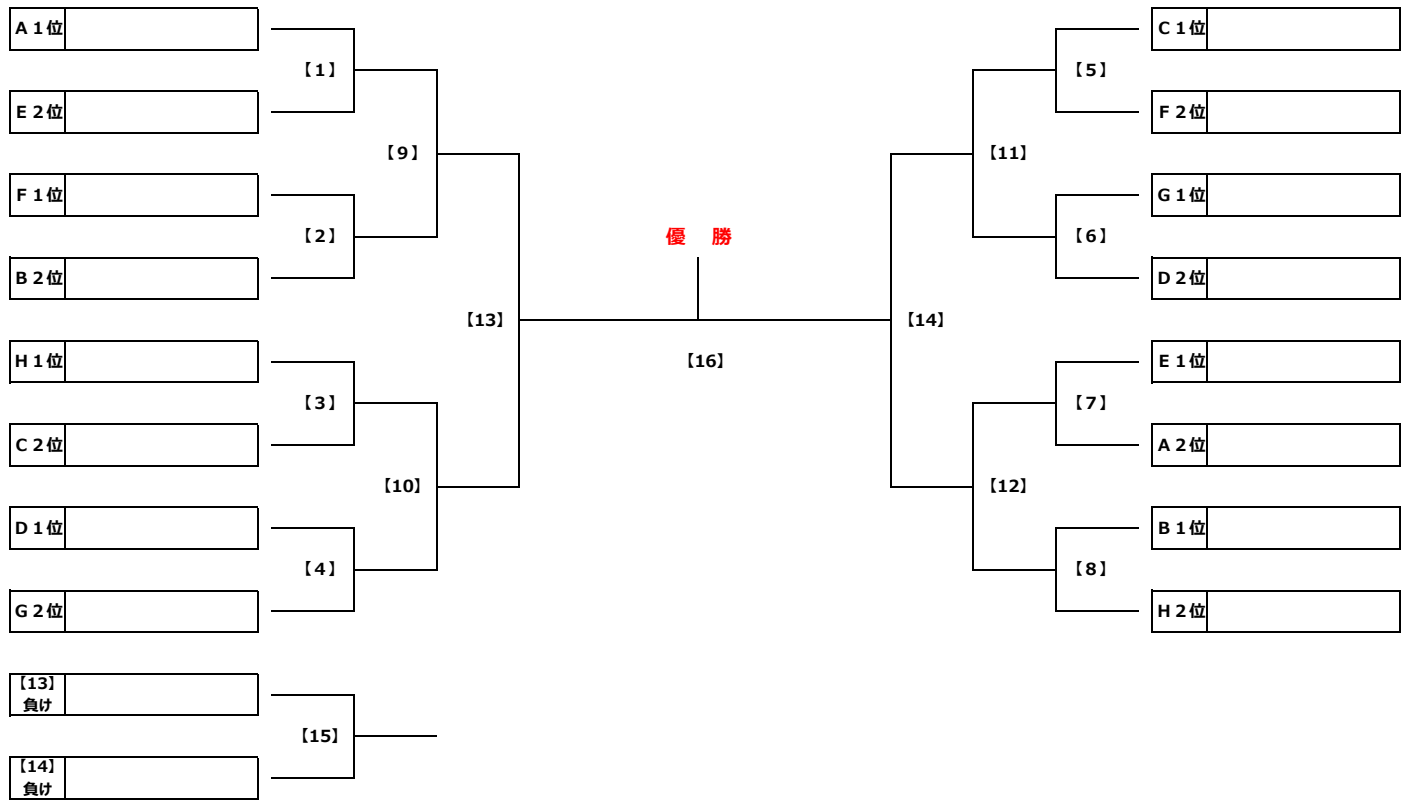 A１位
【1】
E２位
【9】
F１位
【2】
B２位
【13】
H１位
【3】
C２位
【10】
D１位
【4】
G２位
【13】
負け
【15】
【14】
負け
優　勝
【16】
C１位
【5】
F２位
【11】
G１位
【6】
D２位
【14】
E１位
【7】
A２位
【12】
B１位
【8】
H２位